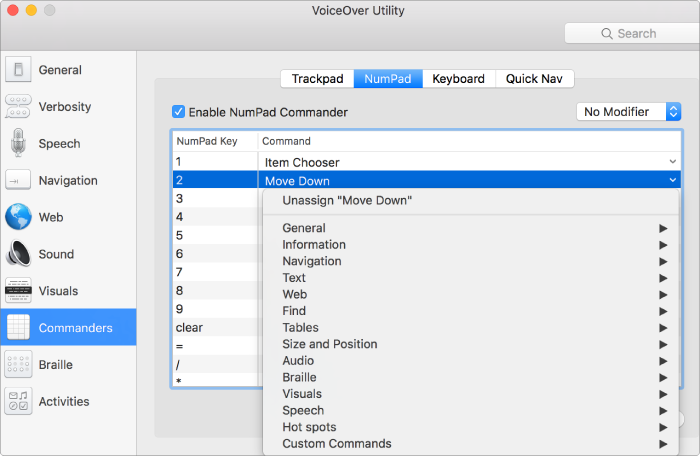 VoiceOver Utility
Search
General
Verbosity
Speech
Navigation
Web
Sound
Visuals
Commanders
Braille
Activities
Trackpad NumPad Keyboard Quick Nav
Enable NumPad Commander No Modifier
NumPad Key Command
1 Item Chooser
2 Move Down
3
4
5
6
7
8
9
clear
=
/
*
Unassign "Move Down"
General
Information
Navigation
Text
Web
Find
Tables
Size and Position
Audio
Braille
Visuals
Speech
Hot spots
Custom Commands